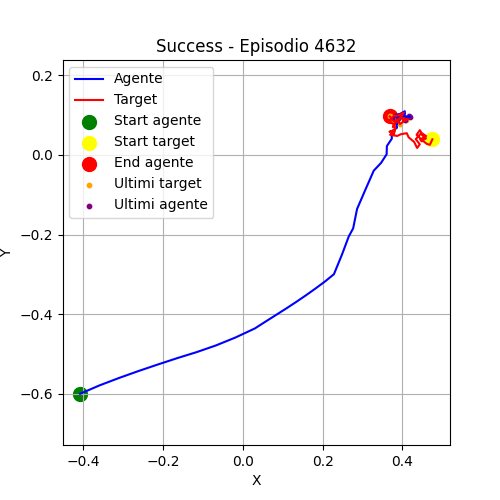 Success - Episodio 4632
Agente
Target
Start agente
Start target
End agente
Ultimi target
Ultimi agente
0.2
0.0
−0.2
−0.4
−0.6
Y
−0.4
−0.2
0.0
0.2
0.4
X